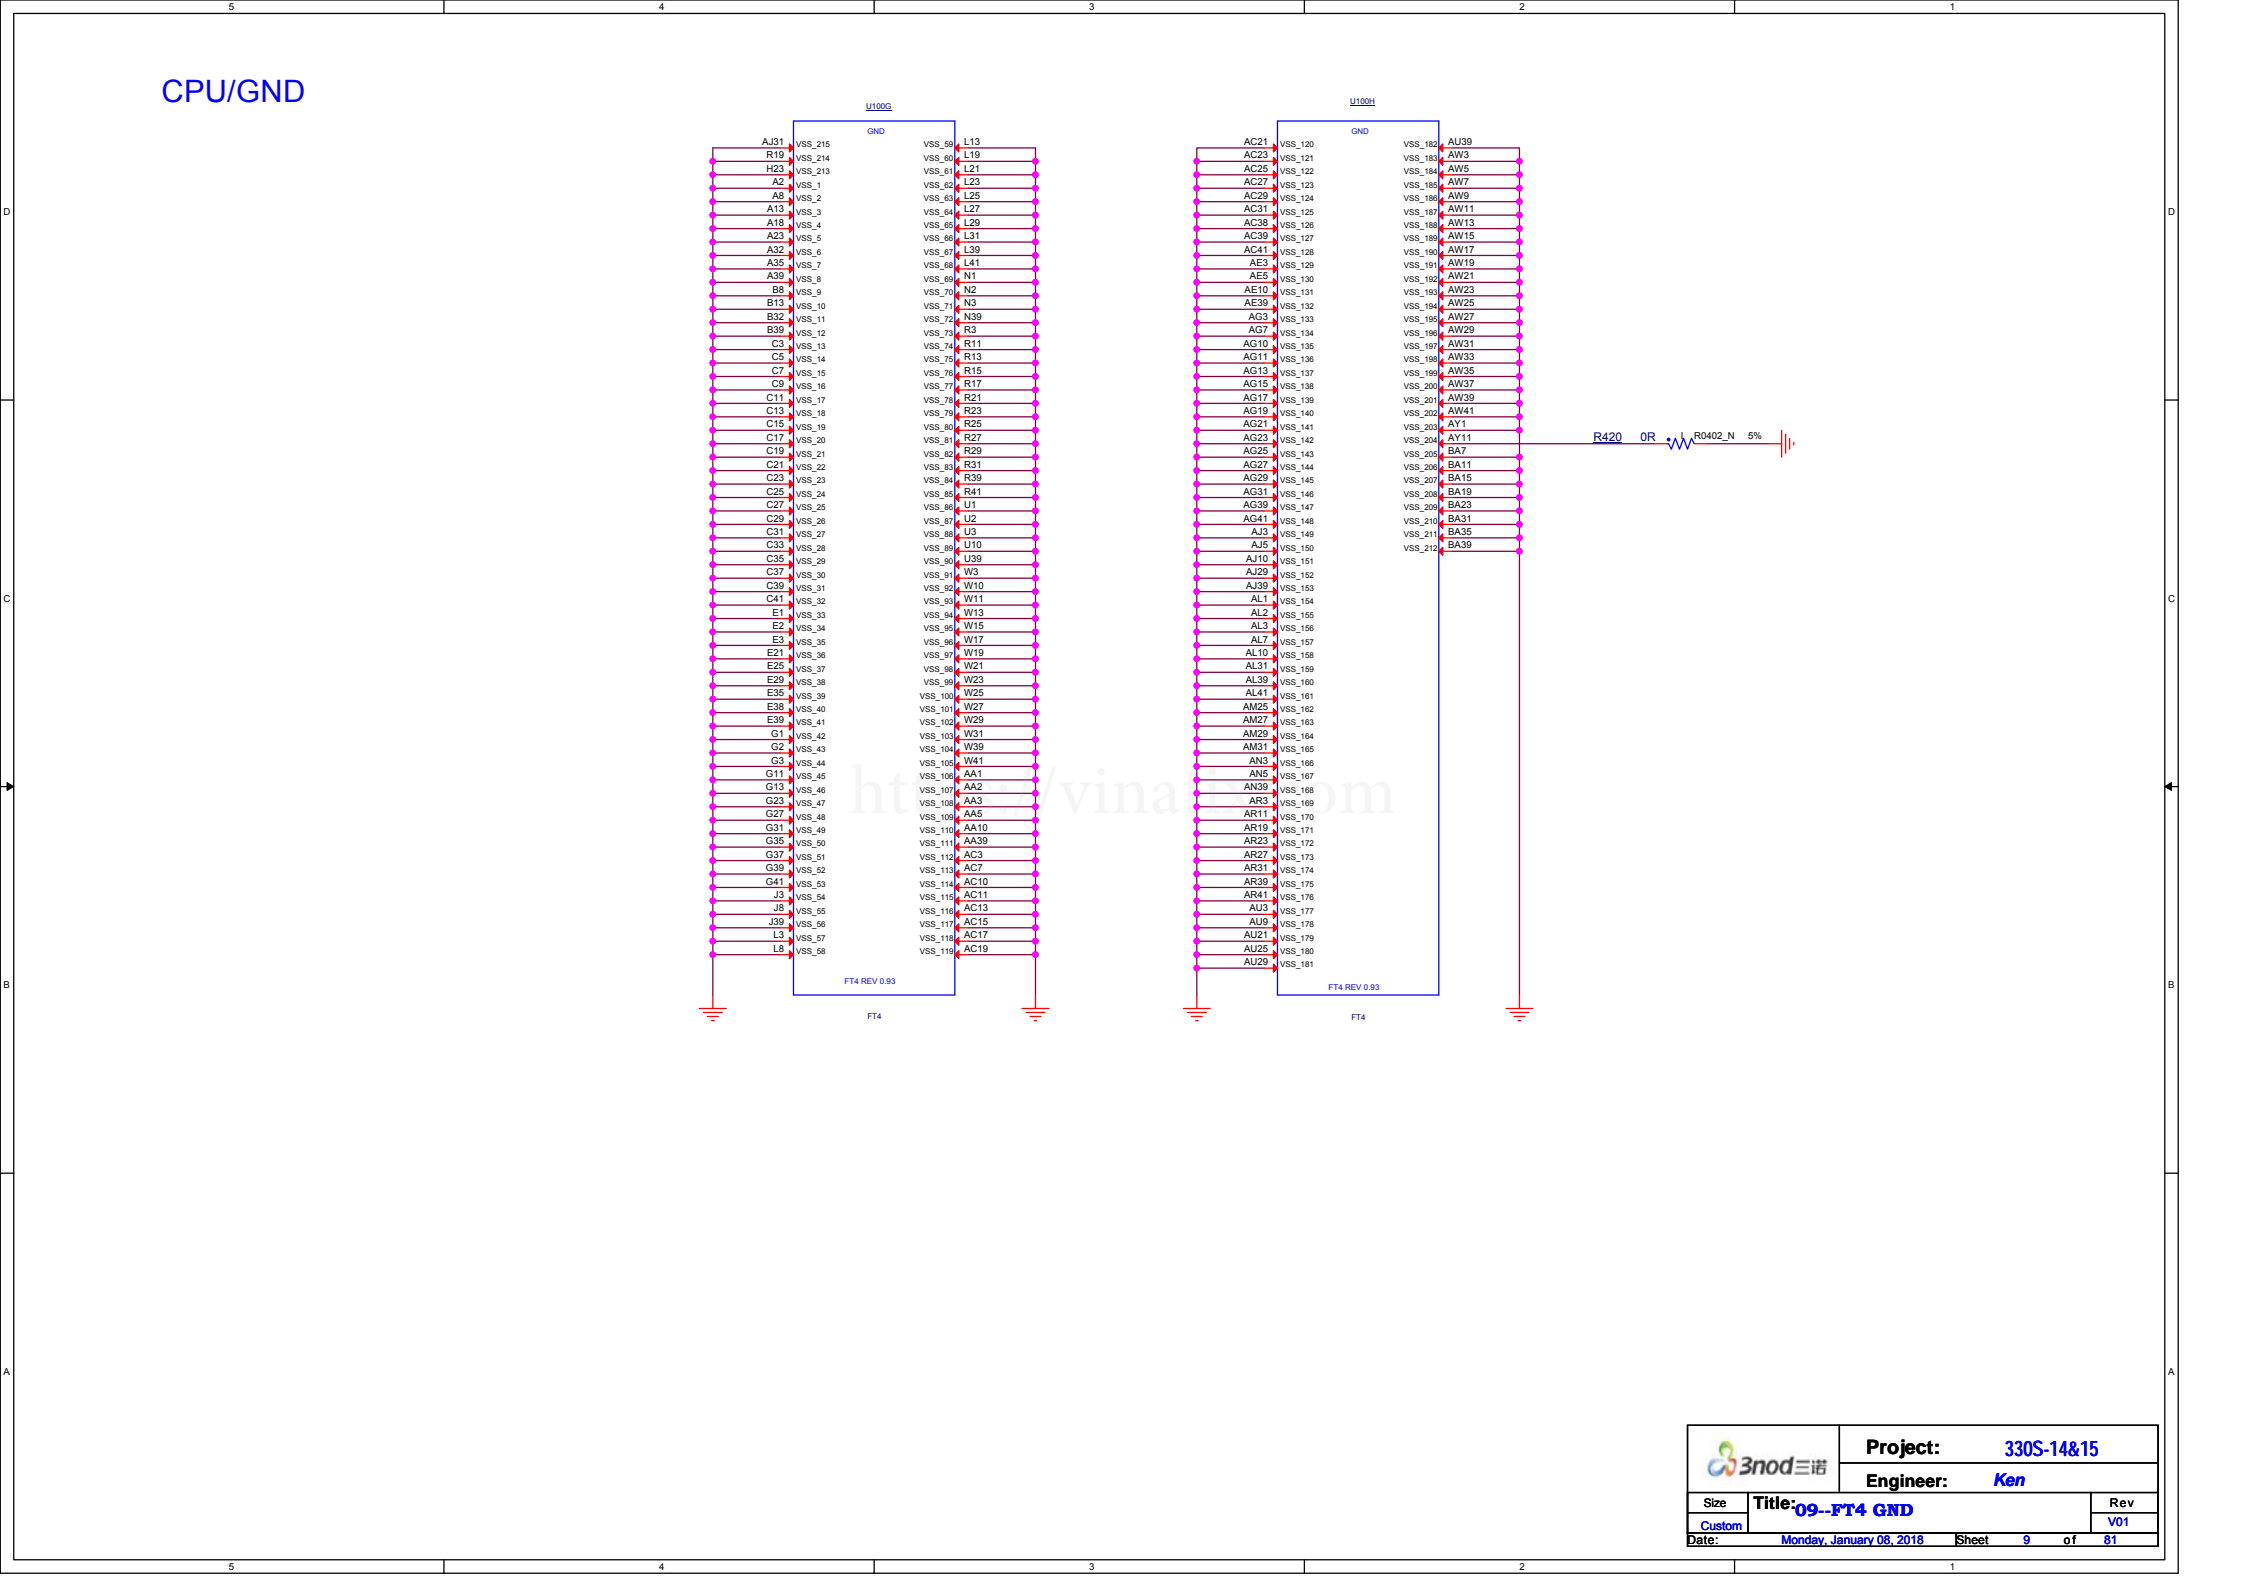 5 4 3 2 1
CPU/GND
U100G
GND
AJ31 VSS_215 VSS_59 L13
R19 VSS_214 VSS_60 L19
H23 VSS_213 VSS_61 L21
A2 VSS_1 VSS_62 L23
A8 VSS_2 VSS_63 L25
A13 VSS_3 VSS_64 L27
A18 VSS_4 VSS_65 L29
A23 VSS_5 VSS_66 L31
A32 VSS_6 VSS_67 L39
A35 VSS_7 VSS_68 L41
A39 VSS_8 VSS_69 N1
B8 VSS_9 VSS_70 N2
B13 VSS_10 VSS_71 N3
B32 VSS_11 VSS_72 N39
B39 VSS_12 VSS_73 R3
C3 VSS_13 VSS_74 R11
C5 VSS_14 VSS_75 R13
C7 VSS_15 VSS_76 R15
C9 VSS_16 VSS_77 R17
C11 VSS_17 VSS_78 R21
C13 VSS_18 VSS_79 R23
C15 VSS_19 VSS_80 R25
C17 VSS_20 VSS_81 R27
C19 VSS_21 VSS_82 R29
C21 VSS_22 VSS_83 R31
C23 VSS_23 VSS_84 R39
C25 VSS_24 VSS_85 R41
C27 VSS_25 VSS_86 U1
C29 VSS_26 VSS_87 U2
C31 VSS_27 VSS_88 U3
C33 VSS_28 VSS_89 U10
C35 VSS_29 VSS_90 U39
C37 VSS_30 VSS_91 W3
C39 VSS_31 VSS_92 W10
C41 VSS_32 VSS_93 W11
E1 VSS_33 VSS_94 W13
E2 VSS_34 VSS_95 W15
E3 VSS_35 VSS_96 W17
E21 VSS_36 VSS_97 W19
E25 VSS_37 VSS_98 W21
E29 VSS_38 VSS_99 W23
E35 VSS_39 VSS_100 W25
E38 VSS_40 VSS_101 W27
E39 VSS_41 VSS_102 W29
G1 VSS_42 VSS_103 W31
G2 VSS_43 VSS_104 W39
G3 VSS_44 VSS_105 W41
G11 VSS_45 VSS_106 AA1
G13 VSS_46 VSS_107 AA2
G23 VSS_47 VSS_108 AA3
G27 VSS_48 VSS_109 AA5
G31 VSS_49 VSS_110 AA10
G35 VSS_50 VSS_111 AA39
G37 VSS_51 VSS_112 AC3
G39 VSS_52 VSS_113 AC7
G41 VSS_53 VSS_114 AC10
J3 VSS_54 VSS_115 AC11
J8 VSS_55 VSS_116 AC13
J39 VSS_56 VSS_117 AC15
L3 VSS_57 VSS_118 AC17
L8 VSS_58 VSS_119 AC19
FT4 REV 0.93
FT4
U100H
GND
AC21 VSS_120 VSS_182 AU39
AC23 VSS_121 VSS_183 AW3
AC25 VSS_122 VSS_184 AW5
AC27 VSS_123 VSS_185 AW7
AC29 VSS_124 VSS_186 AW9
AC31 VSS_125 VSS_187 AW11
AC38 VSS_126 VSS_188 AW13
AC39 VSS_127 VSS_189 AW15
AC41 VSS_128 VSS_190 AW17
AE3 VSS_129 VSS_191 AW19
AE5 VSS_130 VSS_192 AW21
AE10 VSS_131 VSS_193 AW23
AE39 VSS_132 VSS_194 AW25
AG3 VSS_133 VSS_195 AW27
AG7 VSS_134 VSS_196 AW29
AG10 VSS_135 VSS_197 AW31
AG11 VSS_136 VSS_198 AW33
AG13 VSS_137 VSS_199 AW35
AG15 VSS_138 VSS_200 AW37
AG17 VSS_139 VSS_201 AW39
AG19 VSS_140 VSS_202 AW41
AG21 VSS_141 VSS_203 AY1
AG23 VSS_142 VSS_204 AY11 R420 0R R0402_N 5%
AG25 VSS_143 VSS_205 BA7
AG27 VSS_144 VSS_206 BA11
AG29 VSS_145 VSS_207 BA15
AG31 VSS_146 VSS_208 BA19
AG39 VSS_147 VSS_209 BA23
AG41 VSS_148 VSS_210 BA31
AJ3 VSS_149 VSS_211 BA35
AJ5 VSS_150 VSS_212 BA39
AJ10 VSS_151
AJ29 VSS_152
AJ39 VSS_153
AL1 VSS_154
AL2 VSS_155
AL3 VSS_156
AL7 VSS_157
AL10 VSS_158
AL31 VSS_159
AL39 VSS_160
AL41 VSS_161
AM25 VSS_162
AM27 VSS_163
AM29 VSS_164
AM31 VSS_165
AN3 VSS_166
AN5 VSS_167
AN39 VSS_168
AR3 VSS_169
AR11 VSS_170
AR19 VSS_171
AR23 VSS_172
AR27 VSS_173
AR31 VSS_174
AR39 VSS_175
AR41 VSS_176
AU3 VSS_177
AU9 VSS_178
AU21 VSS_179
AU25 VSS_180
AU29 VSS_181
FT4 REV 0.93
FT4
D D
C C
B B
A A
3nod三诺
Project: 330S-14&15
Engineer: Ken
Size Title: 09--FT4 GND Rev
Custom V01
Date: Monday, January 08, 2018 Sheet 9 of 81
5 4 3 2 1